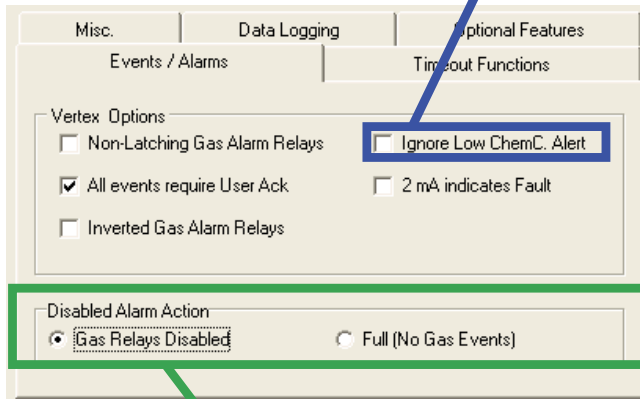 Misc.
Data Logging
Optional Features
Events / Alarms
Timeout Functions
Vertex Options
Non-Latching Gas Alarm Relays
Ignore Low ChemC. Alert
All events require User Ack
2 mA indicates Fault
Inverted Gas Alarm Relays
Disabled Alarm Action
Gas Relays Disabled
Full (No Gas Events)